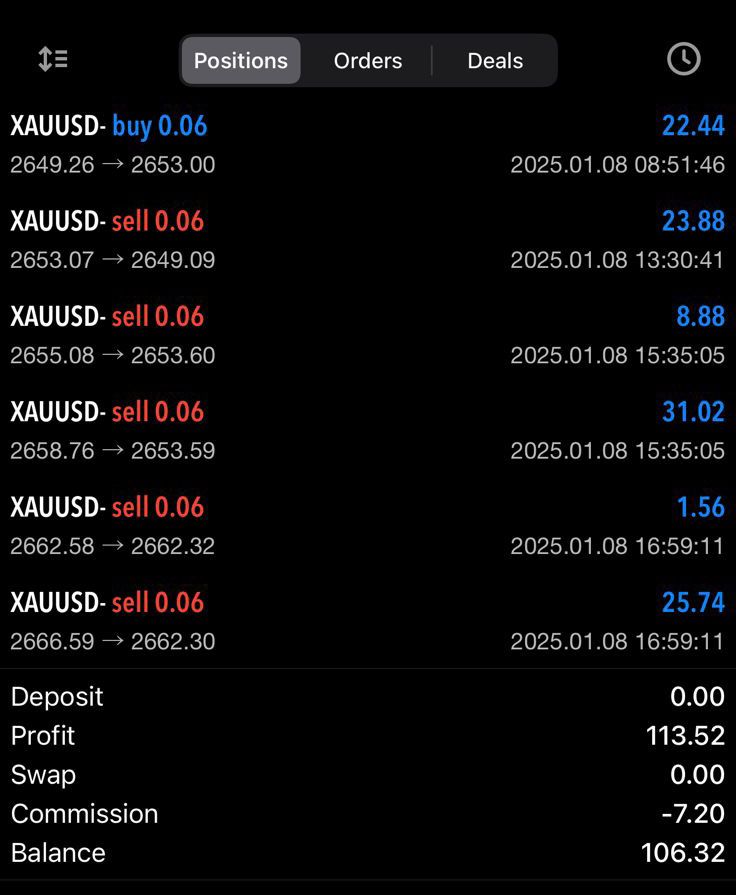 Positions Orders Deals
XAUUSD- buy 0.06 22.44
2649.26 → 2653.00 2025.01.08 08:51:46
XAUUSD- sell 0.06 23.88
2653.07 → 2649.09 2025.01.08 13:30:41
XAUUSD- sell 0.06 8.88
2655.08 → 2653.60 2025.01.08 15:35:05
XAUUSD- sell 0.06 31.02
2658.76 → 2653.59 2025.01.08 15:35:05
XAUUSD- sell 0.06 1.56
2662.58 → 2662.32 2025.01.08 16:59:11
XAUUSD- sell 0.06 25.74
2666.59 → 2662.30 2025.01.08 16:59:11
Deposit 0.00
Profit 113.52
Swap 0.00
Commission -7.20
Balance 106.32